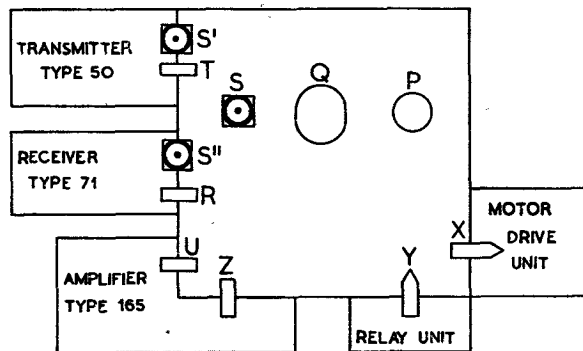 TRANSMITTER
TYPE 50
S'
T
S
Q
P
RECEIVER
TYPE 71
S"
R
MOTOR
DRIVE
UNIT
X
U
Z
Y
AMPLIFIER
TYPE 165
RELAY UNIT